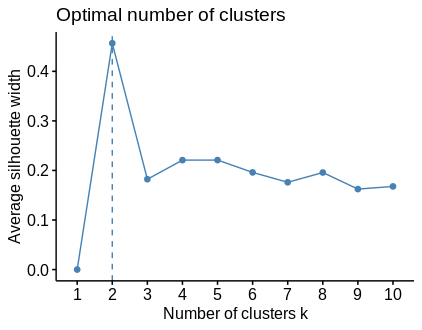 Optimal number of clusters
Average silhouette width
0.4
0.3
0.2
0.1
0.0
1 2 3 4 5 6 7 8 9 10
Number of clusters k